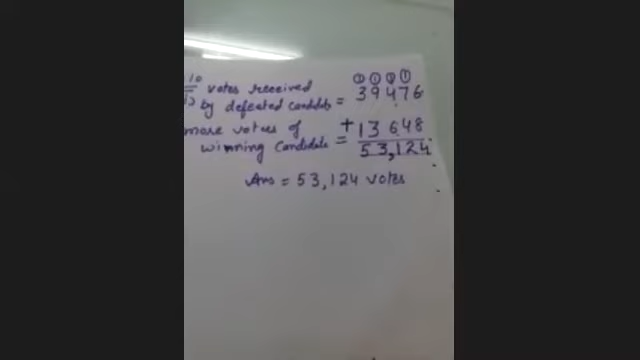 votes received
by defeated candidate = 39476
more votes of
winning candidate = + 13648
53,124
Ans = 53,124 votes